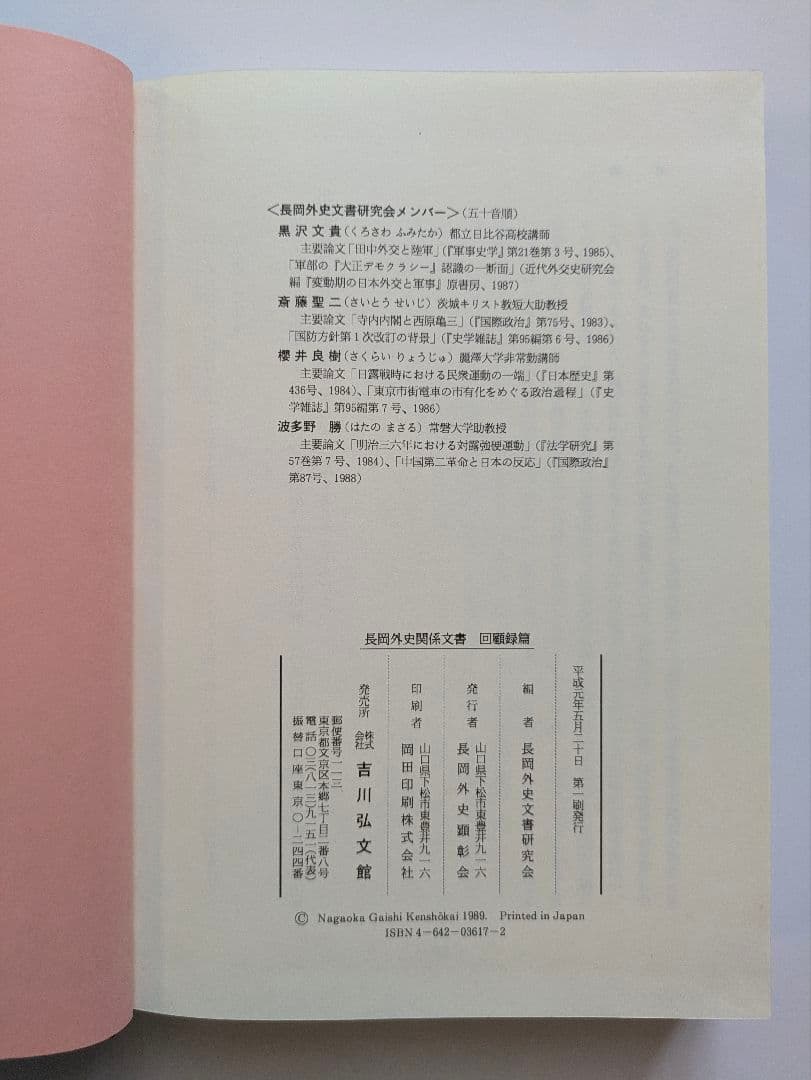 ＜長岡外史文書研究会メンバー＞（五十音順）
黒沢文貴（くろさわ ふみたか）都立日比谷高校講師
主要論文「田中外交と陸軍」（『軍事史学』第21巻第3号、1985）、
「軍部の『大正デモクラシー』認識の一断面」（近代外交史研究会
編『変動期の日本外交と軍事』原書房、1987）
斎藤聖二（さいとう せいじ）茨城キリスト教短大助教授
主要論文「寺内内閣と西原亀三」（『国際政治』第75号、1983）、
「国防方針第1次改訂の背景」（『史学雑誌』第95編第6号、1986）
櫻井良樹（さくらい りょうじゅ）麗澤大学非常勤講師
主要論文「日露戦時における民衆運動の一端」（『日本歴史』第
436号、1984）、「東京市街電車の市有化をめぐる政治過程」（『史
学雑誌』第95編第7号、1986）
波多野　勝（はたの まさる）常磐大学助教授
主要論文「明治三六年における対露強硬運動」（『法学研究』第
57巻第7号、1984）、「中国第二革命と日本の反応」（『国際政治』
第87号、1988）
長岡外史関係文書　回顧録篇
平成元年五月二十日　第一刷発行
編者　長岡外史文書研究会
山口県下松市東豊井九一六
発行者　長岡外史顕彰会
山口県下松市東豊井九一六
印刷者　岡田印刷株式会社
発売所　株式会社　吉川弘文館
郵便番号一一三
東京都文京区本郷七丁目二番八号
電話〇三(八一三)九一五一(代表)
振替口座東京〇－二四四番
© Nagaoka Gaishi Kenshōkai 1989. Printed in Japan
ISBN 4－642－03617－2